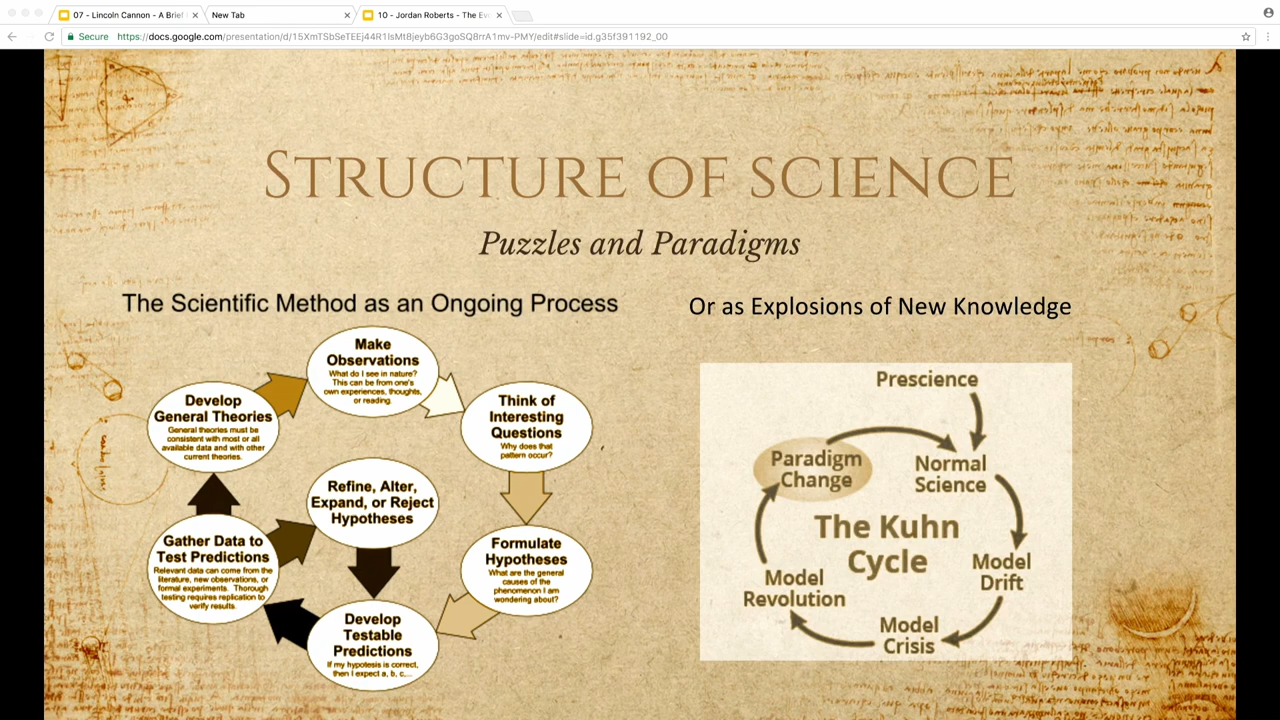 07 - Lincoln Cannon - A Brief
New Tab
10 - Jordan Roberts - The Ev
Secure
https://docs.google.com/presentation/d/15XmTSbSeTEEj44R1IsMt8jeyb6G3goSQ8rrA1mv-PMY/edit#slide=id.g35f391192_00
STRUCTURE OF SCIENCE
Puzzles and Paradigms
The Scientific Method as an Ongoing Process
Make
Observations
What do I see in nature?
This can be from one's
own experiences, thoughts,
or reading.
Think of
Interesting
Questions
Why does that
pattern occur?
Formulate
Hypotheses
What are the general
causes of the
phenomenon I am
wondering about?
Develop
Testable
Predictions
If my hypotesis is correct,
then I expect a, b, c,...
Gather Data to
Test Predictions
Relevant data can come from the
literature, new observations, or
formal experiments. Thorough
testing requires replication to
verify results.
Refine, Alter,
Expand, or Reject
Hypotheses
Develop
General Theories
General theories must be
consistent with most or all
available data and with other
current theories.
Or as Explosions of New Knowledge
Prescience
Normal
Science
Model
Drift
Model
Crisis
Model
Revolution
Paradigm
Change
The Kuhn
Cycle